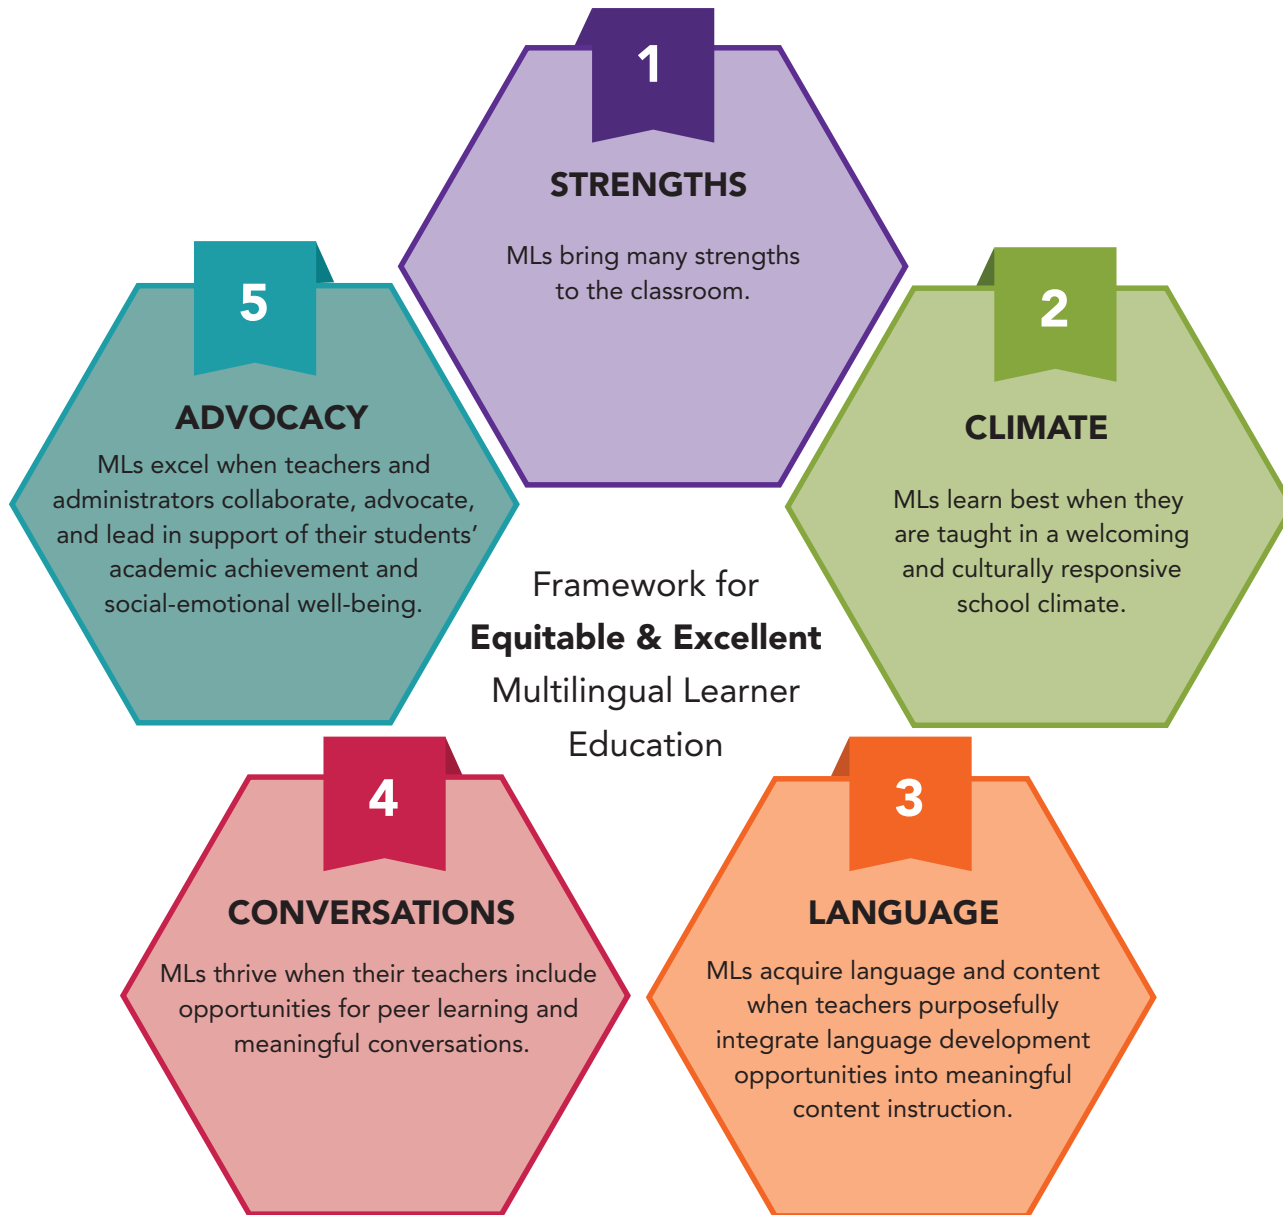 1
STRENGTHS
MLs bring many strengths
to the classroom.
2
CLIMATE
MLs learn best when they
are taught in a welcoming
and culturally responsive
school climate.
3
LANGUAGE
MLs acquire language and content
when teachers purposefully
integrate language development
opportunities into meaningful
content instruction.
4
CONVERSATIONS
MLs thrive when their teachers include
opportunities for peer learning and
meaningful conversations.
5
ADVOCACY
MLs excel when teachers and
administrators collaborate, advocate,
and lead in support of their students’
academic achievement and
social-emotional well-being.
Framework for
Equitable & Excellent
Multilingual Learner
Education